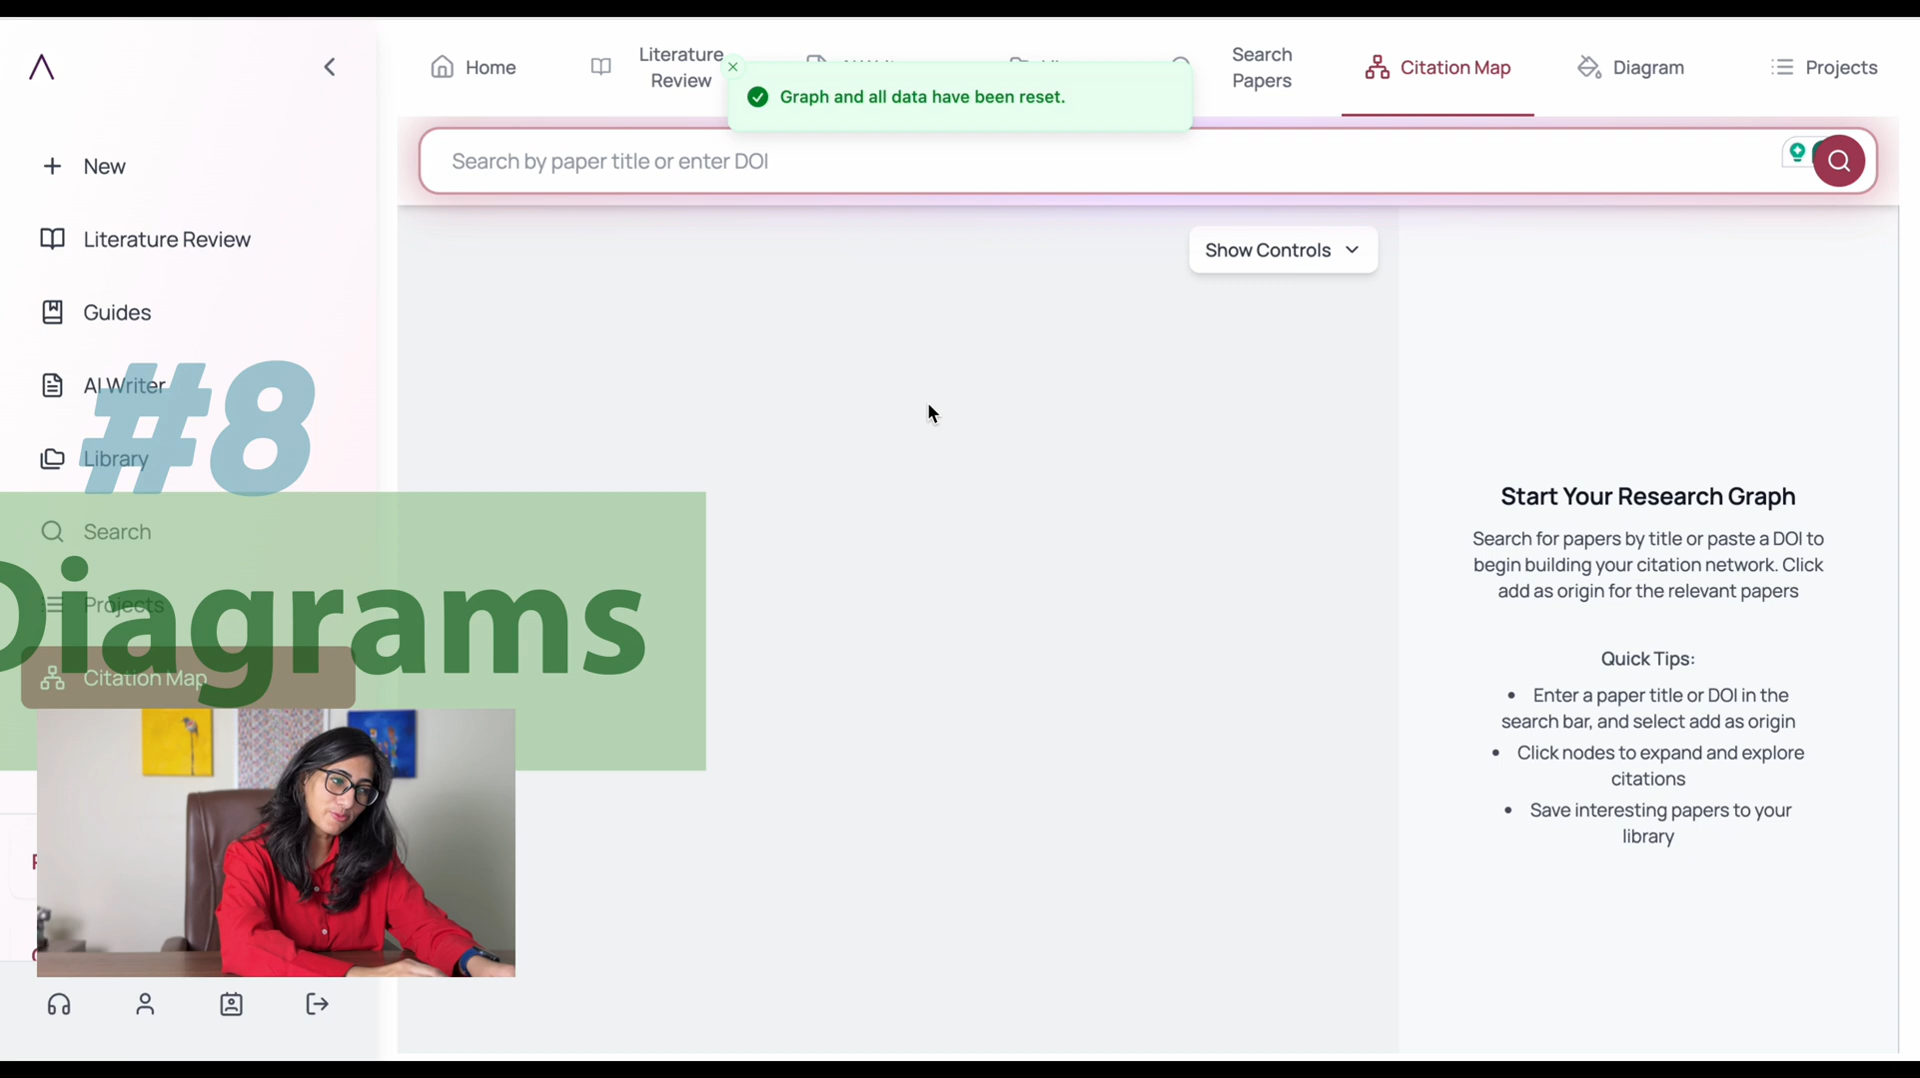 Home
Literature
Review
Search
Papers
Citation Map
Diagram
Projects
Graph and all data have been reset.
Search by paper title or enter DOI
Show Controls
New
Literature Review
Guides
AI Writer
Library
Search
Projects
Citation Map
#8
Diagrams
Start Your Research Graph
Search for papers by title or paste a DOI to
begin building your citation network. Click
add as origin for the relevant papers
Quick Tips:
• Enter a paper title or DOI in the
search bar, and select add as origin
• Click nodes to expand and explore
citations
• Save interesting papers to your
library